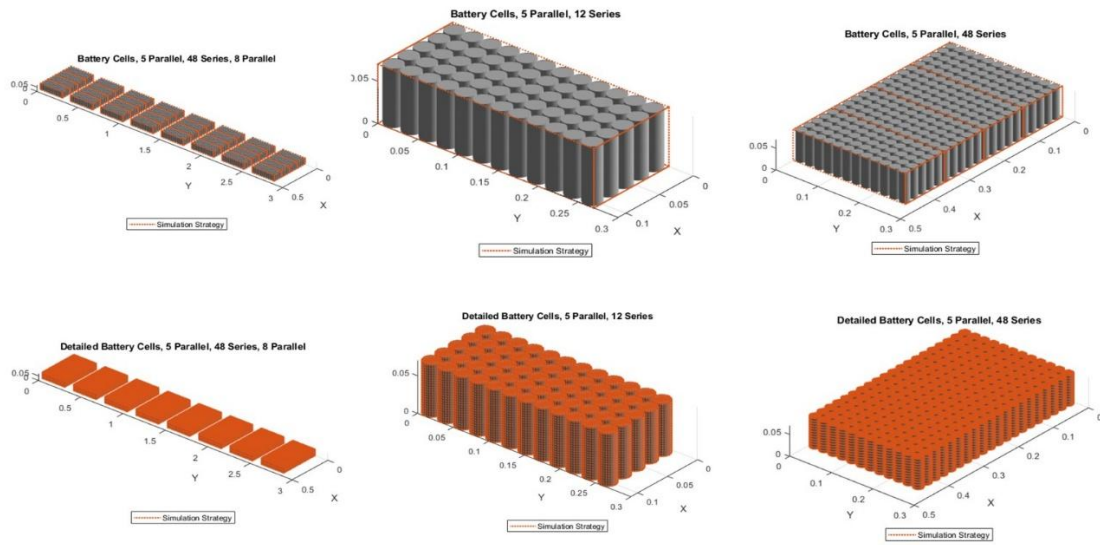 Battery Cells, 5 Parallel, 48 Series, 8 Parallel
0.05
0
0
0.5
1
1.5
2
2.5
3
0.5
0
Y
X
Simulation Strategy
Battery Cells, 5 Parallel, 12 Series
0.05
0
0
0.05
0.1
0.15
0.2
0.25
0.3
0.1
0.05
0
Y
X
Simulation Strategy
Battery Cells, 5 Parallel, 48 Series
0.05
0
0
0.1
0.2
0.3
0.5
0.4
0.3
0.2
0.1
0
Y
X
Simulation Strategy
Detailed Battery Cells, 5 Parallel, 48 Series, 8 Parallel
0.05
0
0
0.5
1
1.5
2
2.5
3
0.5
0
Y
X
Simulation Strategy
Detailed Battery Cells, 5 Parallel, 12 Series
0.05
0
0
0.05
0.1
0.15
0.2
0.25
0.3
0.1
0.05
0
Y
X
Simulation Strategy
Detailed Battery Cells, 5 Parallel, 48 Series
0.05
0
0
0.1
0.2
0.3
0.5
0.4
0.3
0.2
0.1
Y
X
Simulation Strategy